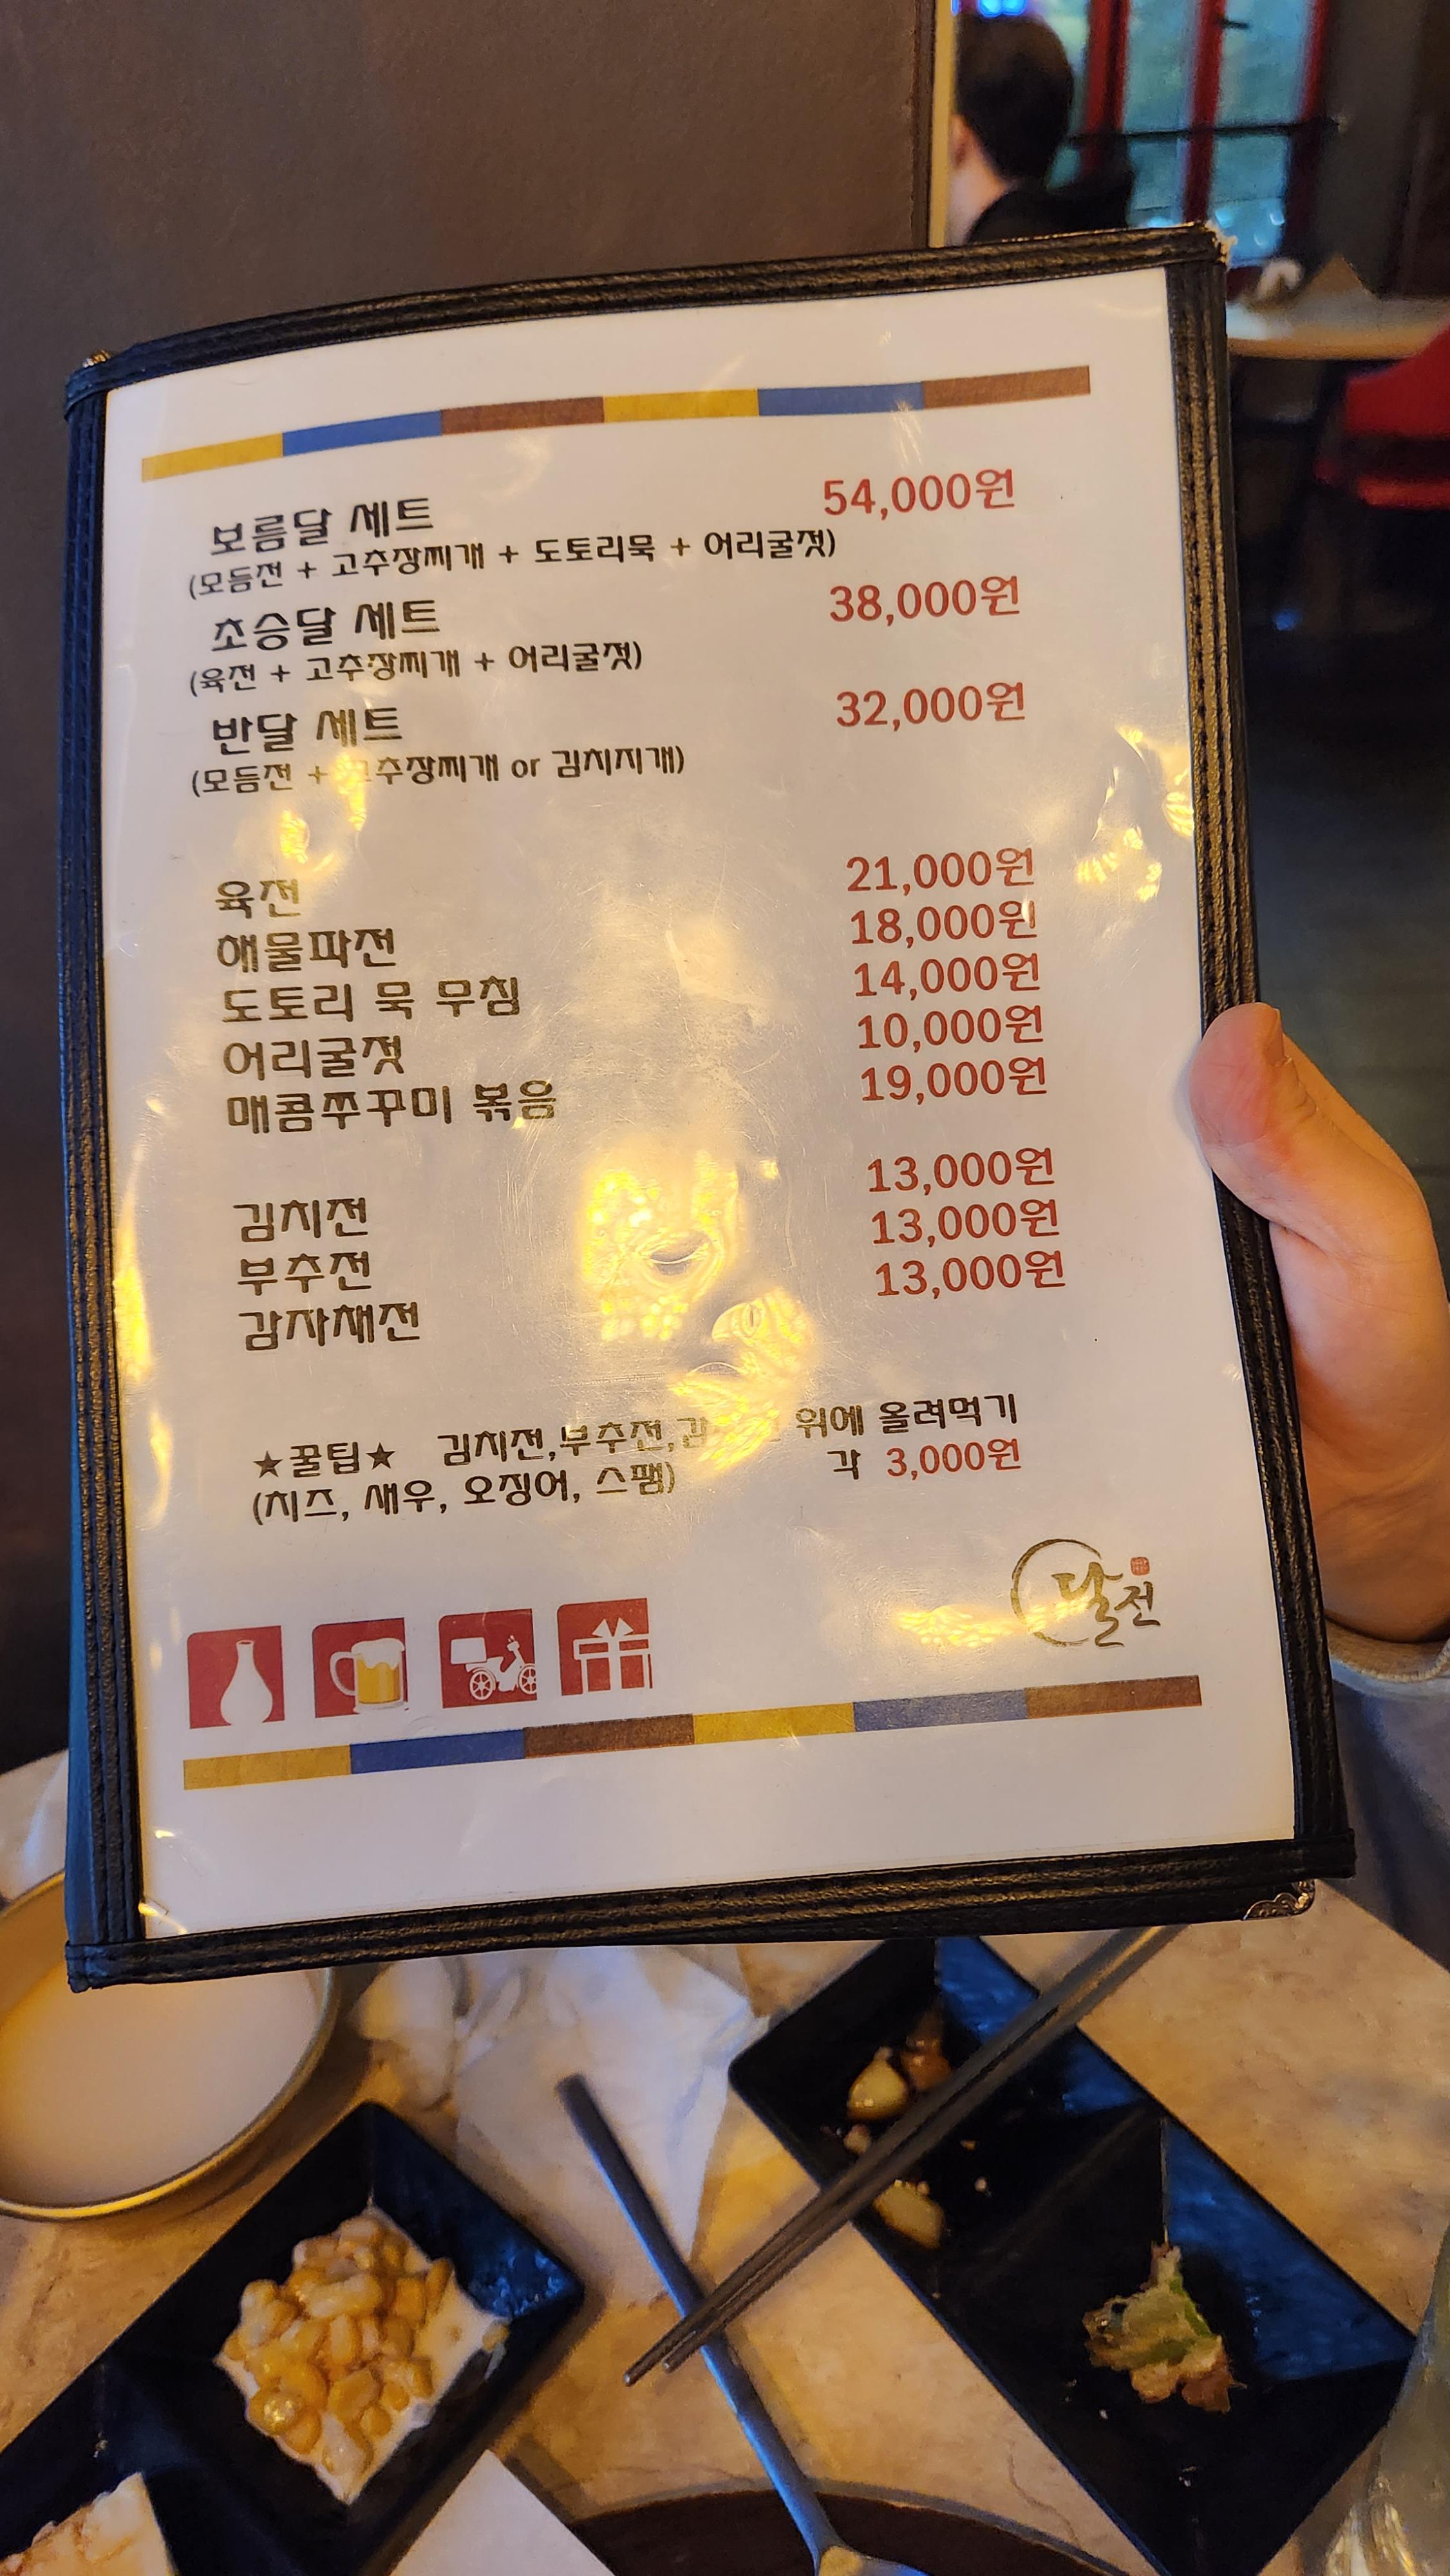 보름달 세트 54,000원
(모듬전 + 고추장찌개 + 도토리묵 + 어리굴젓)
초승달 세트 38,000원
(육전 + 고추장찌개 + 어리굴젓)
반달 세트 32,000원
(모듬전 + 고추장찌개 or 김치지개)
육전 21,000원
해물파전 18,000원
도토리 묵 무침 14,000원
어리굴젓 10,000원
매콤쭈꾸미 볶음 19,000원
김치전 13,000원
부추전 13,000원
감자채전 13,000원
★꿀팁★ 김치전,부추전, 위에 올려먹기
(치즈, 새우, 오징어, 스팸) 각 3,000원
달전